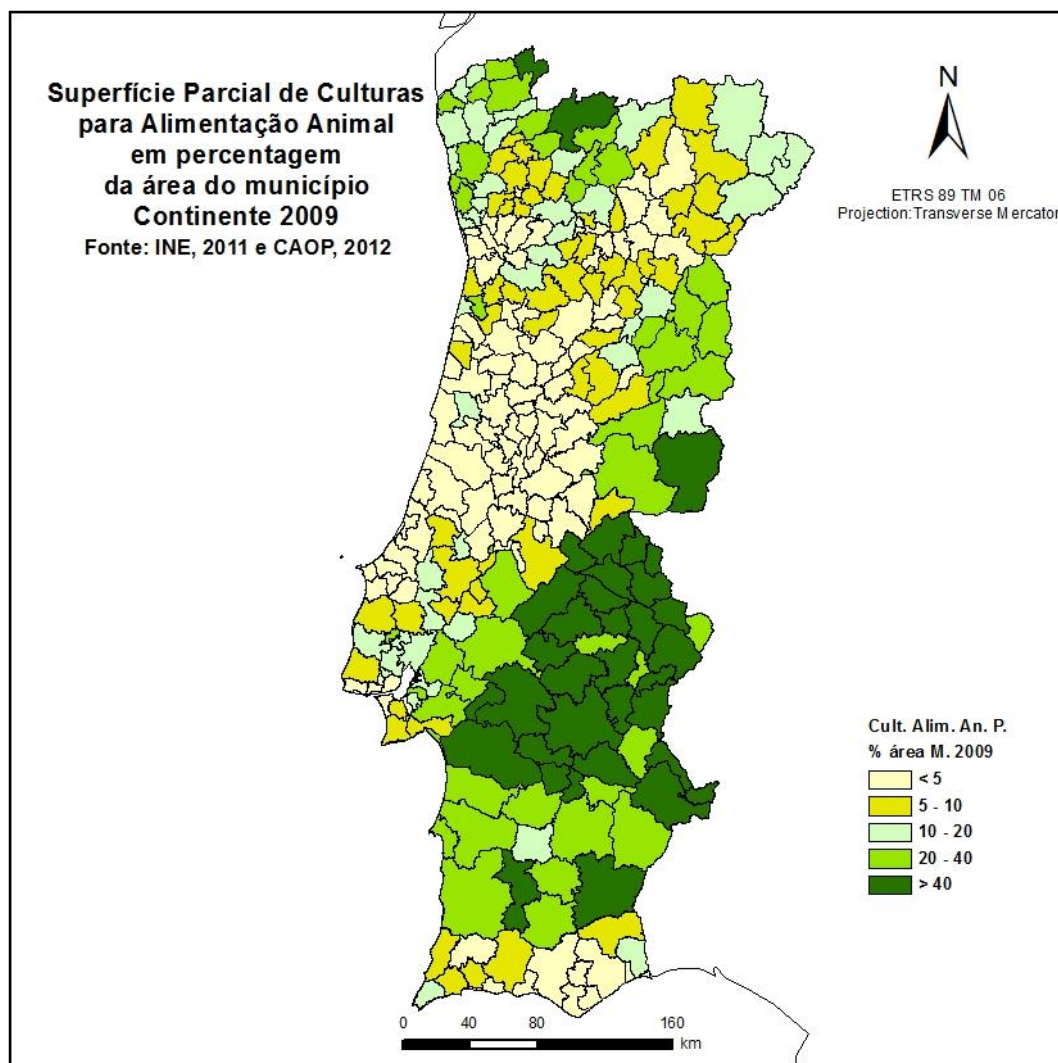 Superfície Parcial de Culturas
para Alimentação Animal
em percentagem
da área do município
Continente 2009
Fonte: INE, 2011 e CAOP, 2012
N
ETRS 89 TM 06
Projection:Transverse Mercator
Cult. Alim. An. P.
% área M. 2009
< 5
5 - 10
10 - 20
20 - 40
> 40
0 40 80 160
km